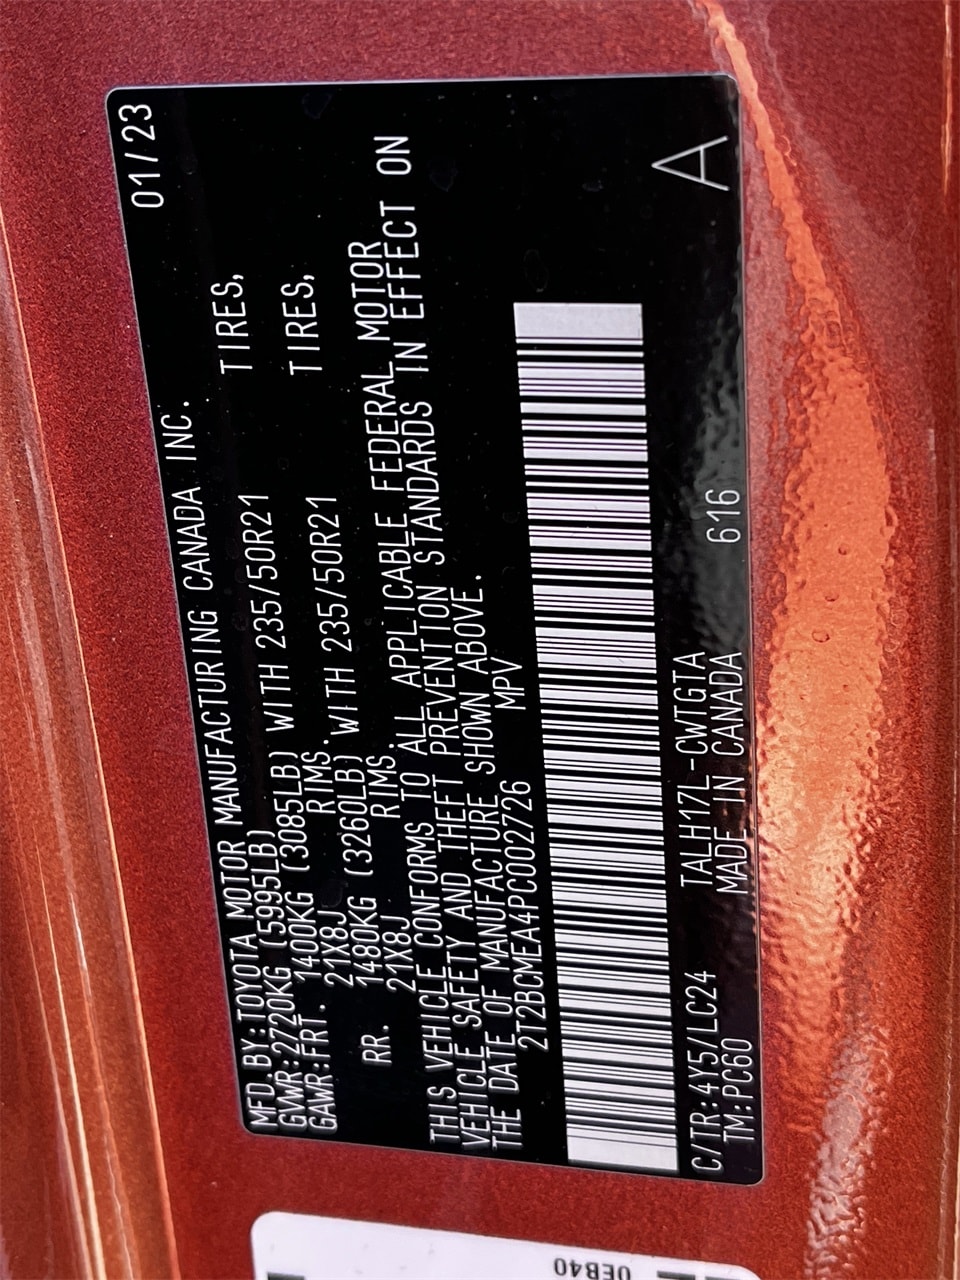 01/23
MFD.BY:TOYOTA MOTOR MANUFACTURING CANADA INC.
GVWR:2720KG (5995LB)
GAWR:FRT. 1400KG (3085LB) WITH 235/50R21 TIRES,
21X8J RIMS.
RR. 1480KG (3260LB) WITH 235/50R21 TIRES,
21X8J RIMS.
THIS VEHICLE CONFORMS TO ALL APPLICABLE FEDERAL MOTOR
VEHICLE SAFETY AND THEFT PREVENTION STANDARDS IN EFFECT ON
THE DATE OF MANUFACTURE SHOWN ABOVE.
2T2BCMEA4PC002726 MPV
C/TR:4Y5/LC24 TALH17L-CWTGTA A
TM:PC60 MADE IN CANADA 616
0EB40